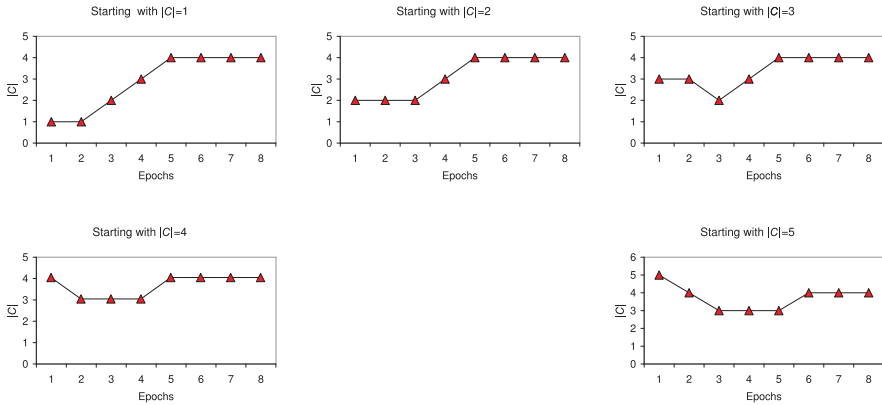 Starting with |C|=1
5
4
3
2
1
0
|C|
1 2 3 4 5 6 7 8
Epochs
Starting with |C|=2
5
4
3
2
1
0
|C|
1 2 3 4 5 6 7 8
Epochs
Starting with |C|=3
5
4
3
2
1
0
|C|
1 2 3 4 5 6 7 8
Epochs
Starting with |C|=4
5
4
3
2
1
0
|C|
1 2 3 4 5 6 7 8
Epochs
Starting with |C|=5
6
5
4
3
2
1
0
|C|
1 2 3 4 5 6 7 8
Epochs